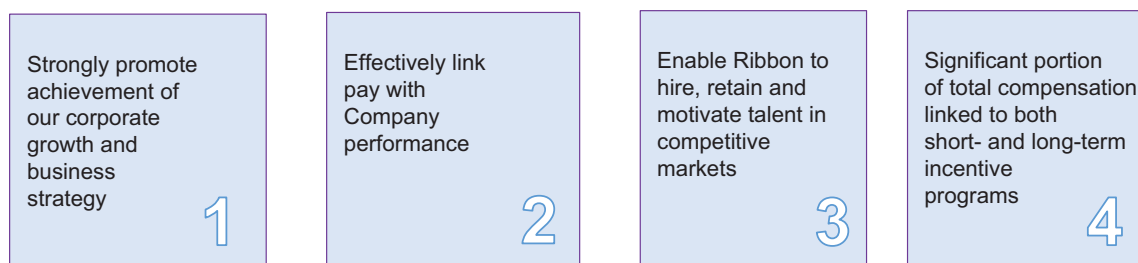 Strongly promote
achievement of
our corporate
growth and
business
strategy
1
Effectively link
pay with
Company
performance
2
Enable Ribbon to
hire, retain and
motivate talent in
competitive
markets
3
Significant portion
of total compensation
linked to both
short- and long-term
incentive
programs
4